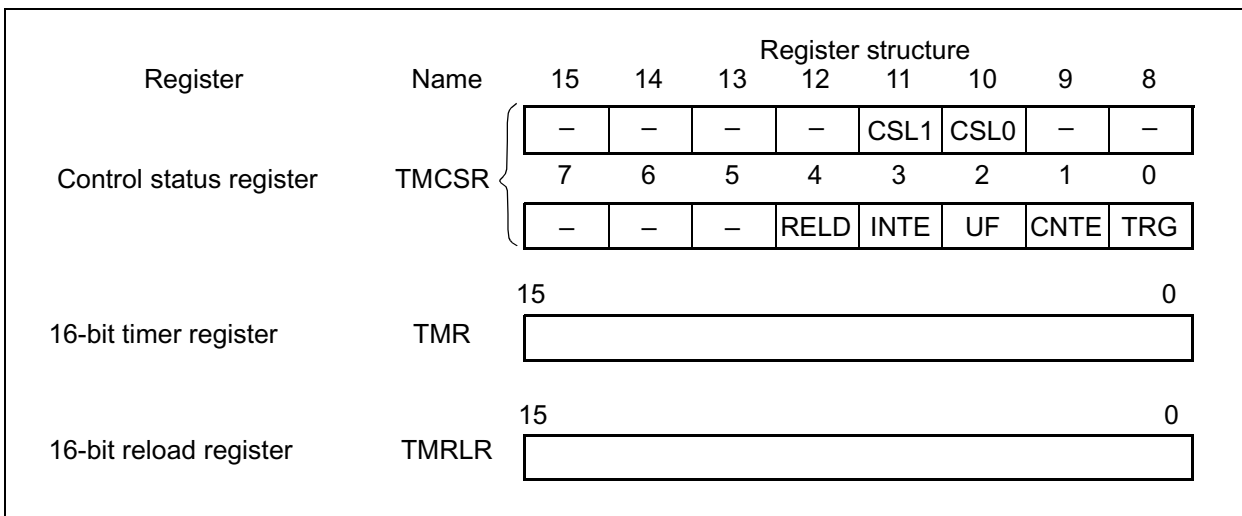 Register structure
Register Name 15 14 13 12 11 10 9 8
– – – – CSL1 CSL0 – –
Control status register TMCSR 7 6 5 4 3 2 1 0
– – – RELD INTE UF CNTE TRG
15 0
16-bit timer register TMR
15 0
16-bit reload register TMRLR